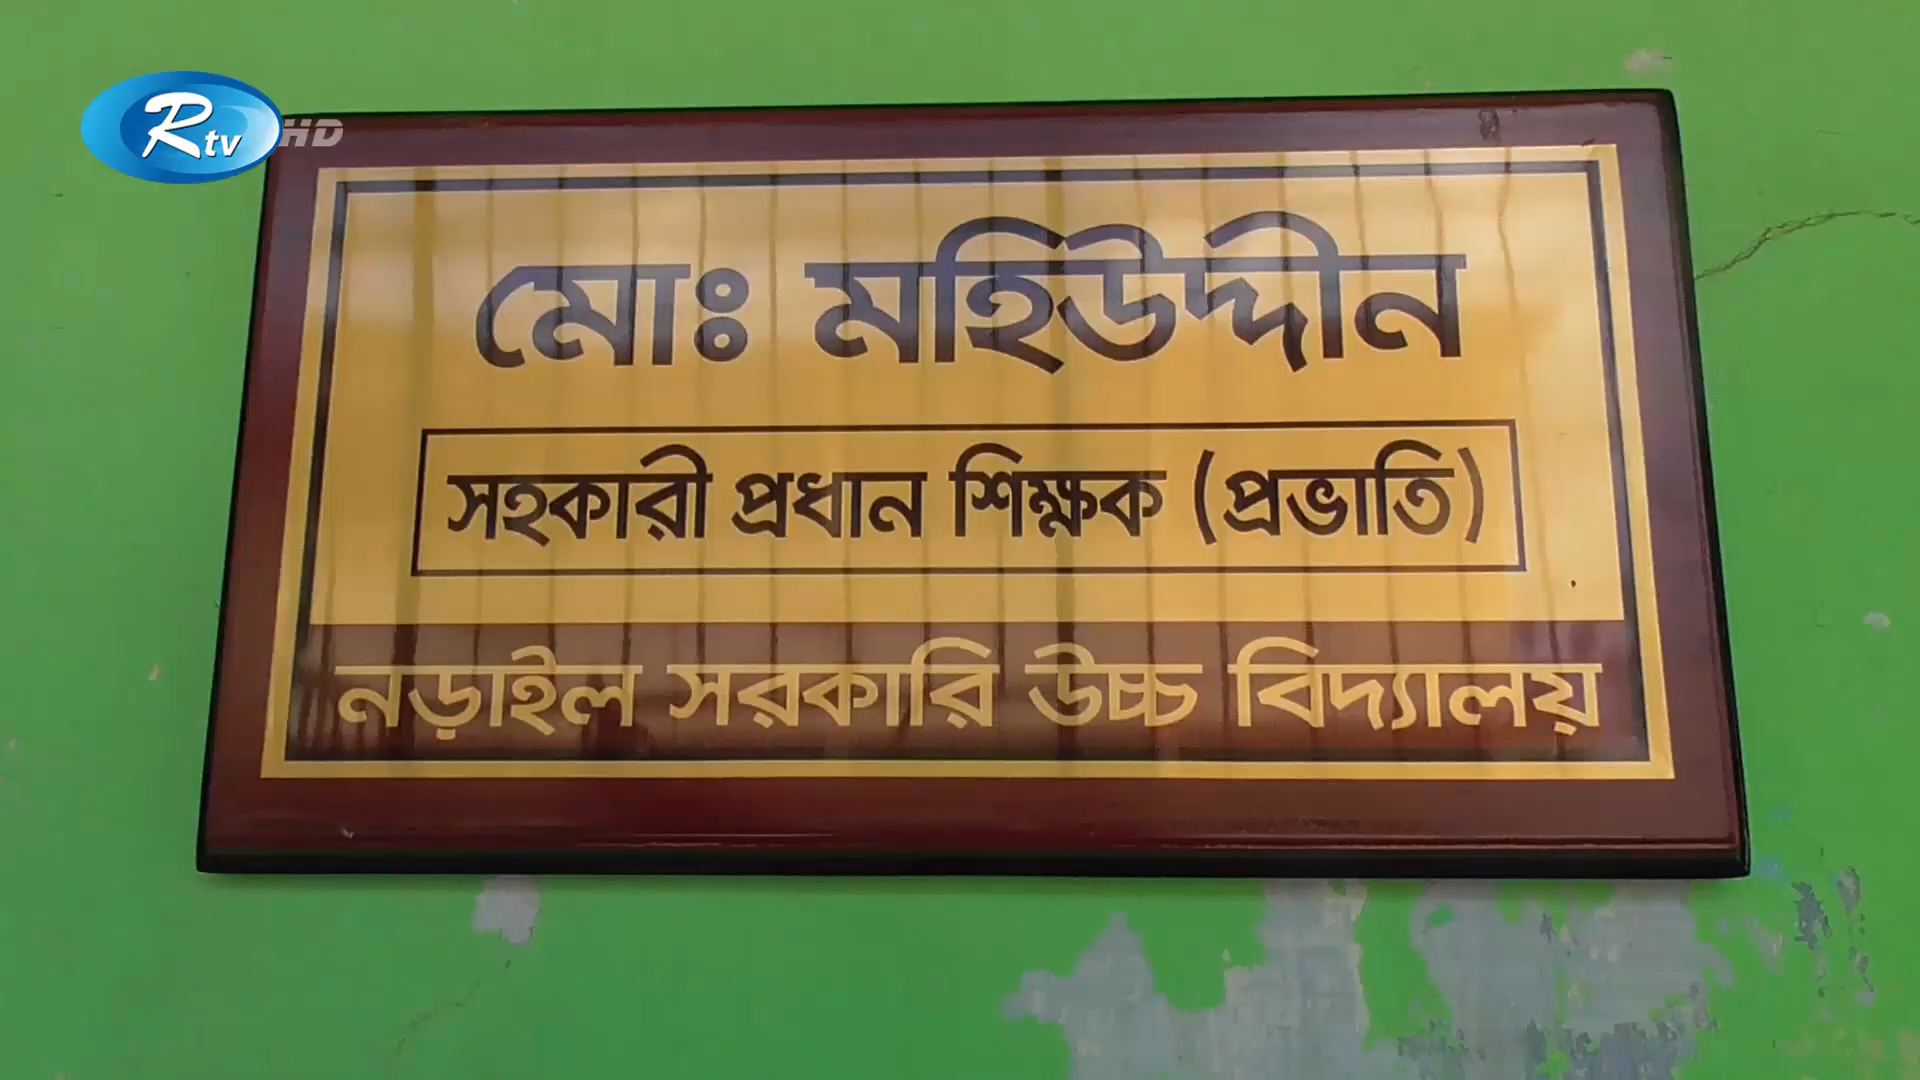 Rtv HD
মোঃ মহিউদ্দীন
সহকারী প্রধান শিক্ষক (প্রভাতি)
নড়াইল সরকারি উচ্চ বিদ্যালয়